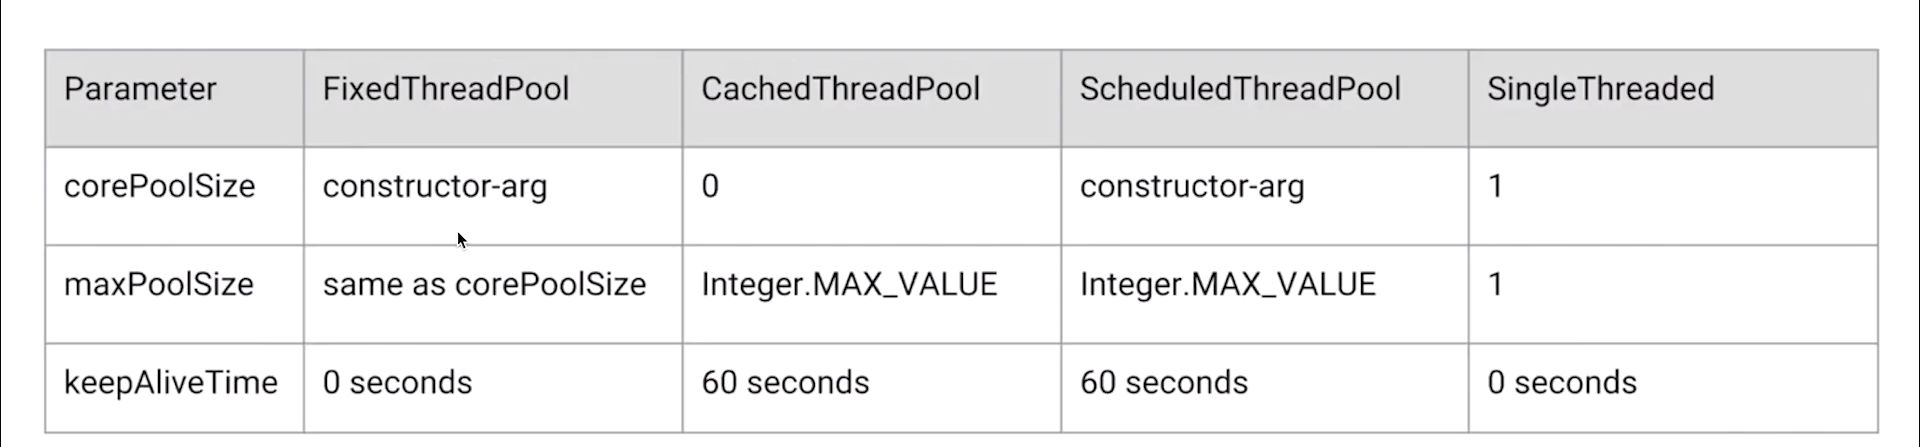 Parameter FixedThreadPool CachedThreadPool ScheduledThreadPool SingleThreaded
corePoolSize constructor-arg 0 constructor-arg 1
maxPoolSize same as corePoolSize Integer.MAX_VALUE Integer.MAX_VALUE 1
keepAliveTime 0 seconds 60 seconds 60 seconds 0 seconds